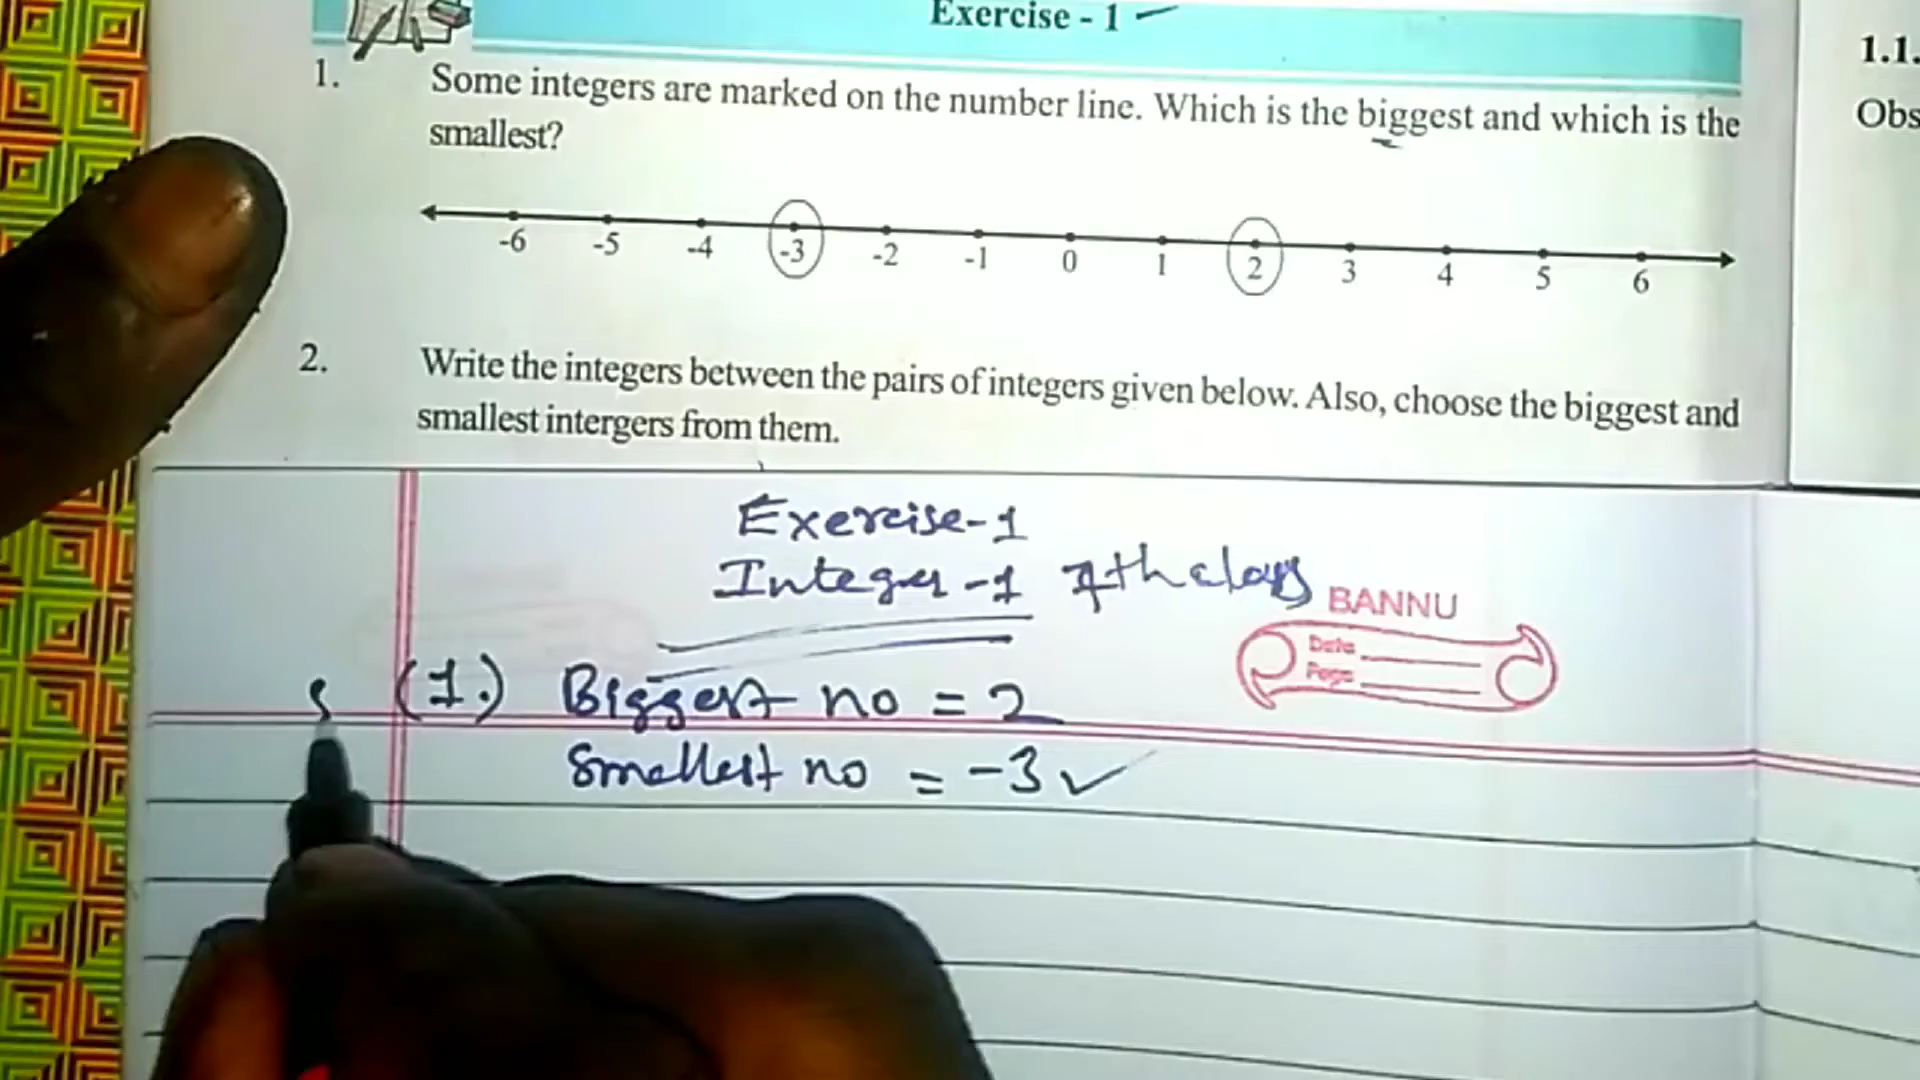 Exercise - 1
1.1.
1. Some integers are marked on the number line. Which is the biggest and which is the
Obs
smallest?
-6 -5 -4 -3 -2 -1 0 1 2 3 4 5 6
2. Write the integers between the pairs of integers given below. Also, choose the biggest and
smallest intergers from them.
Exercise-1
Integer-1 7th class
BANNU
Date
Page
(1.) Biggest no = 2
Smallest no = -3